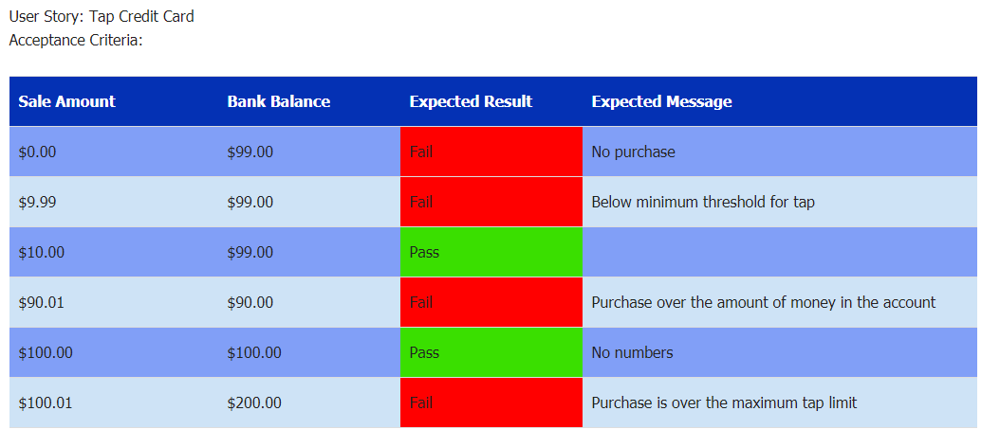 User Story: Tap Credit Card
Acceptance Criteria:
Sale Amount Bank Balance Expected Result Expected Message
$0.00 $99.00 Fail No purchase
$9.99 $99.00 Fail Below minimum threshold for tap
$10.00 $99.00 Pass
$90.01 $90.00 Fail Purchase over the amount of money in the account
$100.00 $100.00 Pass No numbers
$100.01 $200.00 Fail Purchase is over the maximum tap limit